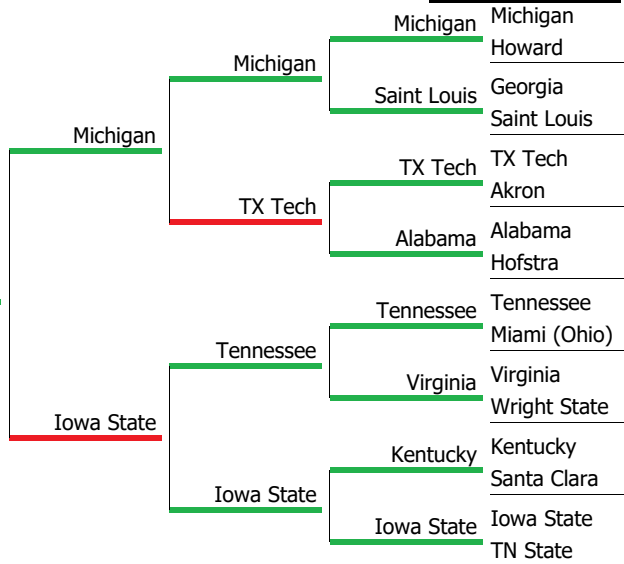 Michigan
Howard
Georgia
Saint Louis
TX Tech
Akron
Alabama
Hofstra
Tennessee
Miami (Ohio)
Virginia
Wright State
Kentucky
Santa Clara
Iowa State
TN State
Michigan
Saint Louis
TX Tech
Alabama
Tennessee
Virginia
Kentucky
Iowa State
Michigan
TX Tech
Tennessee
Iowa State
Michigan
Iowa State